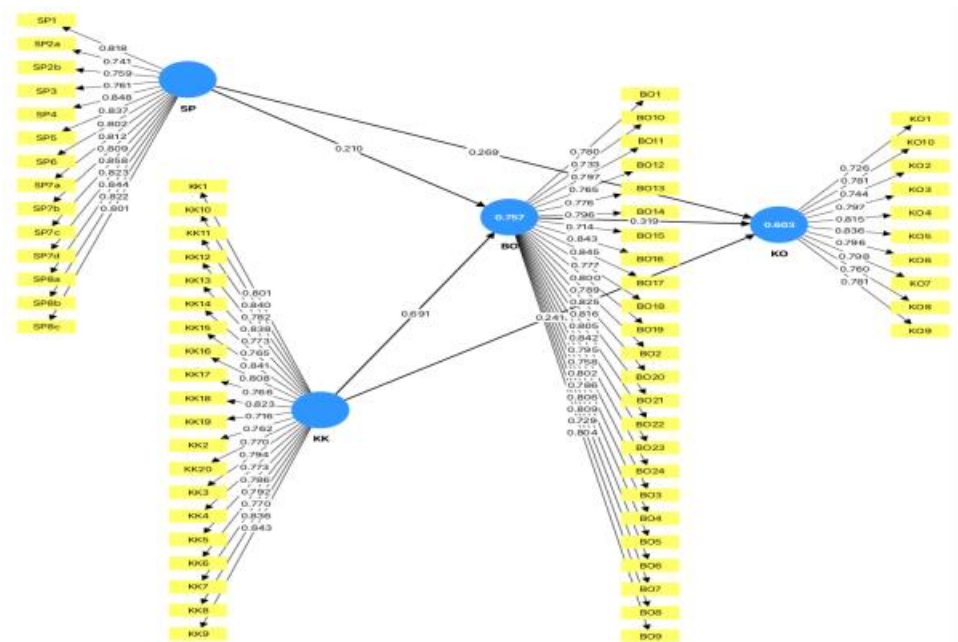 SP1
SP2a
SP2b
SP3
SP4
SP5
SP6
SP7a
SP7b
SP7c
SP7d
SP8a
SP8b
SP8c
0.818
0.741
0.759
0.761
0.848
0.837
0.802
0.812
0.809
0.858
0.823
0.844
0.822
0.801
SP
0.210
0.269
KK1
KK10
KK11
KK12
KK13
KK14
KK15
KK16
KK17
KK18
KK19
KK2
KK20
KK3
KK4
KK5
KK6
KK7
KK8
KK9
0.801
0.840
0.782
0.838
0.773
0.765
0.841
0.808
0.766
0.823
0.716
0.762
0.770
0.794
0.773
0.786
0.792
0.770
0.836
0.843
KK
0.691
0.241
0.757
BO
0.319
0.780
0.733
0.797
0.765
0.776
0.796
0.714
0.843
0.845
0.777
0.800
0.789
0.825
0.816
0.805
0.842
0.795
0.758
0.802
0.786
0.806
0.809
0.729
0.804
BO1
BO10
BO11
BO12
BO13
BO14
BO15
BO16
BO17
BO18
BO19
BO2
BO20
BO21
BO22
BO23
BO24
BO3
BO4
BO5
BO6
BO7
BO8
BO9
0.603
KO
0.726
0.781
0.744
0.797
0.815
0.836
0.796
0.798
0.760
0.781
KO1
KO10
KO2
KO3
KO4
KO5
KO6
KO7
KO8
KO9